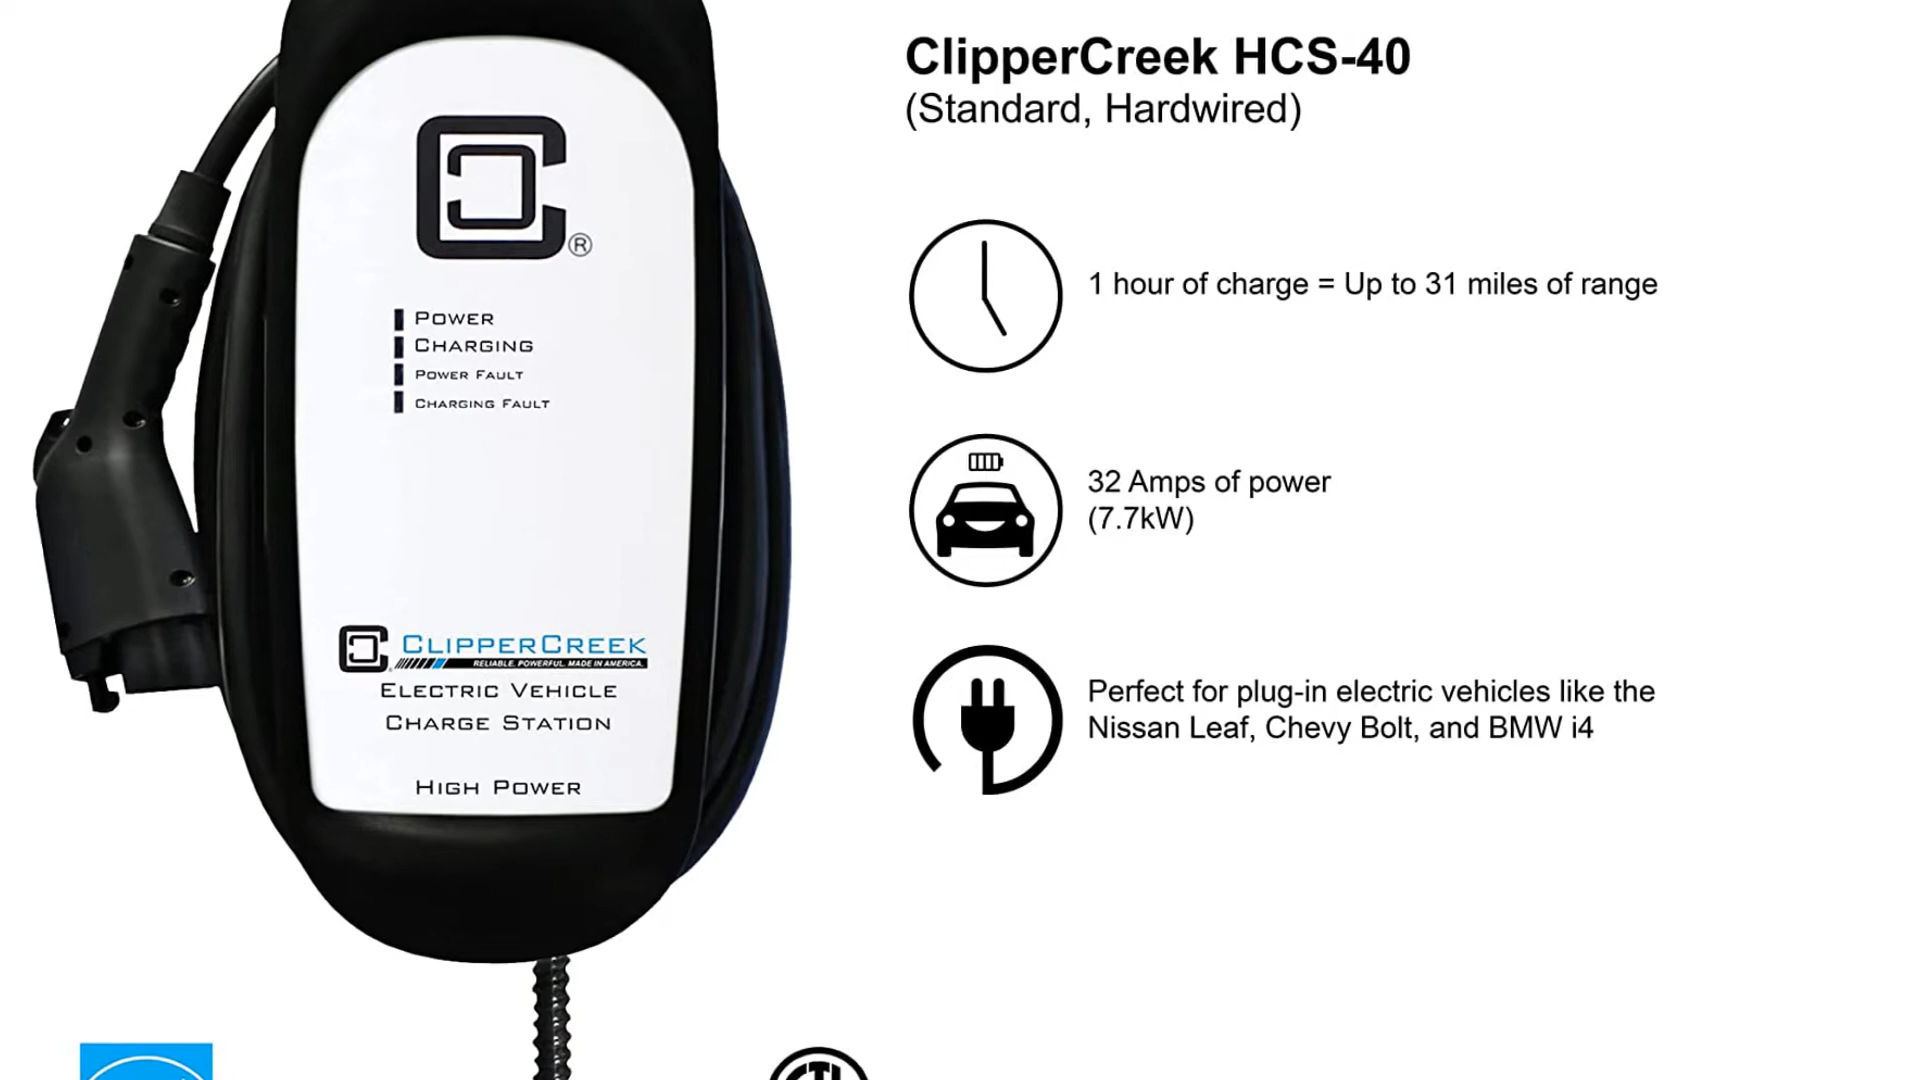 ClipperCreek HCS-40
(Standard, Hardwired)
1 hour of charge = Up to 31 miles of range
32 Amps of power
(7.7kW)
Perfect for plug-in electric vehicles like the
Nissan Leaf, Chevy Bolt, and BMW i4
®
POWER
CHARGING
POWER FAULT
CHARGING FAULT
CLIPPERCREEK
RELIABLE. POWERFUL. MADE IN AMERICA.
ELECTRIC VEHICLE
CHARGE STATION
HIGH POWER